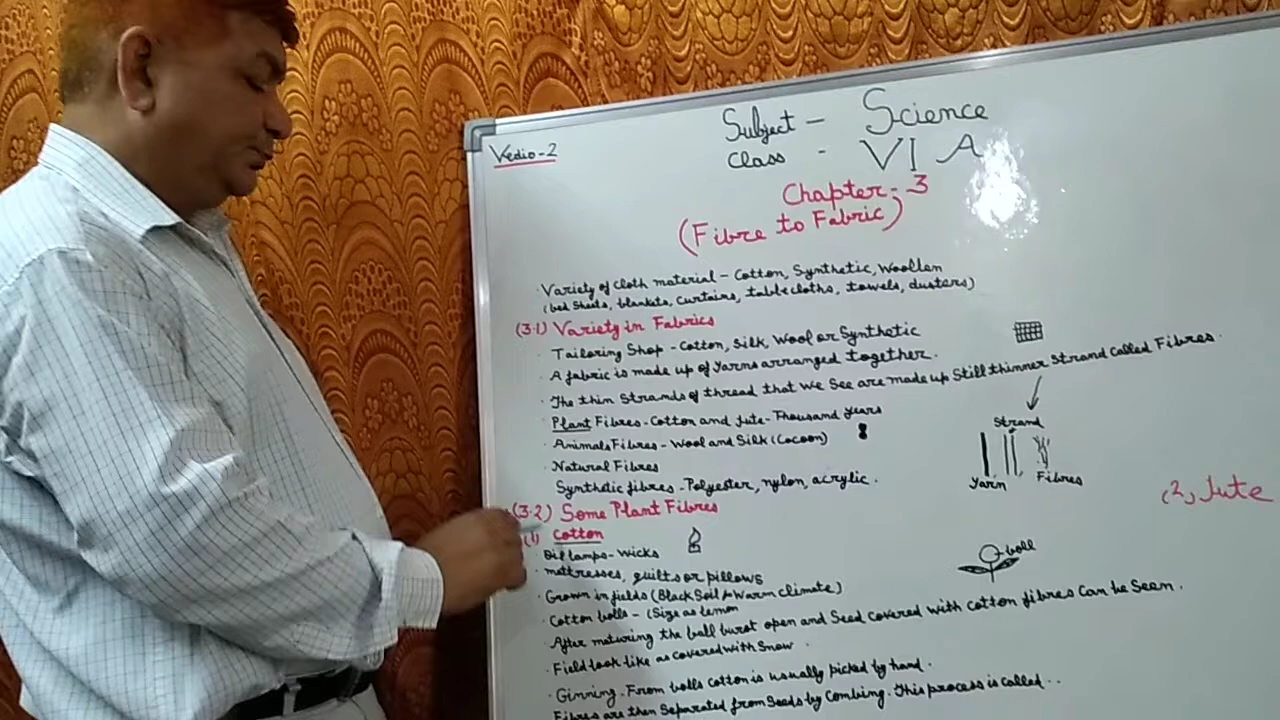 Vedio-2
Subject - Science
Class - VI A
Chapter-3
(Fibre to Fabric)
· Variety of cloth material - Cotton, Synthetic, Woollen
(bed sheets, blankets, curtains, tablecloths, towels, dusters)
(3.1) Variety in Fabrics
· Tailoring Shop - Cotton, Silk, Wool or Synthetic
· A fabric is made up of Yarns arranged together.
· The thin Strands of thread that we See are made up Still thinner Strand called Fibres.
· Plant Fibres - Cotton and Jute - Thousand years
· Animals Fibres - Wool and Silk (Cocoon)
· Natural Fibres
Synthetic fibres - Polyester, nylon, acrylic.
Strand
Yarin Fibres
(2) Jute
(3.2) Some Plant Fibres
(1) Cotton
· Oil lamps - Wicks
· mattresses, quilts or pillows
· Grown in fields (Black Soil & Warm climate)
· Cotton bolls - (Size as lemon
boll
· After maturing the ball burst open and Seed covered with cotton fibres Can be Seen.
· Field look like as covered with Snow.
· Ginning. From bolls cotton is usually picked by hand.
Fibres are then Separated from Seeds by Combing. This process is called..